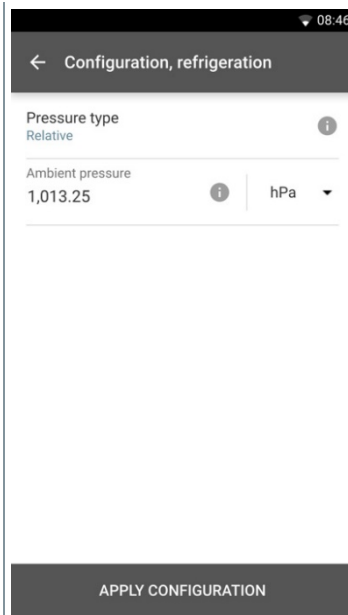 08:46
Configuration, refrigeration
Pressure type
Relative
Ambient pressure
1,013.25
hPa
APPLY CONFIGURATION